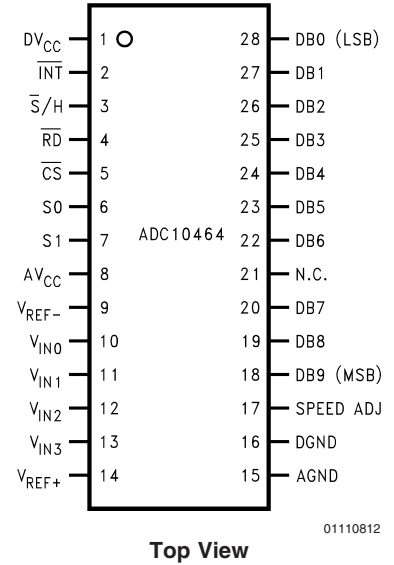 DVCC 1 28 DB0 (LSB)
INT 2 27 DB1
S/H 3 26 DB2
RD 4 25 DB3
CS 5 24 DB4
S0 6 23 DB5
S1 7 ADC10464 22 DB6
AVCC 8 21 N.C.
VREF− 9 20 DB7
VIN0 10 19 DB8
VIN1 11 18 DB9 (MSB)
VIN2 12 17 SPEED ADJ
VIN3 13 16 DGND
VREF+ 14 15 AGND
01110812
Top View